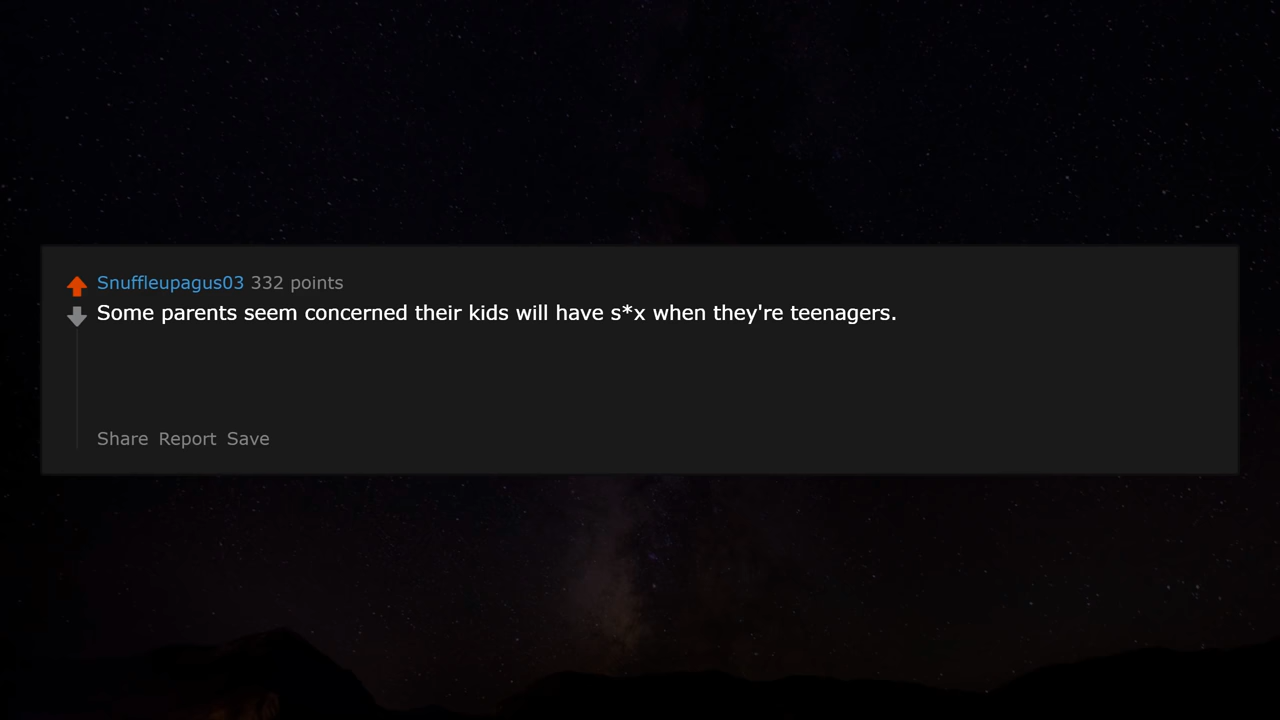 Snuffleupagus03 332 points
Some parents seem concerned their kids will have s*x when they're teenagers.
Share Report Save